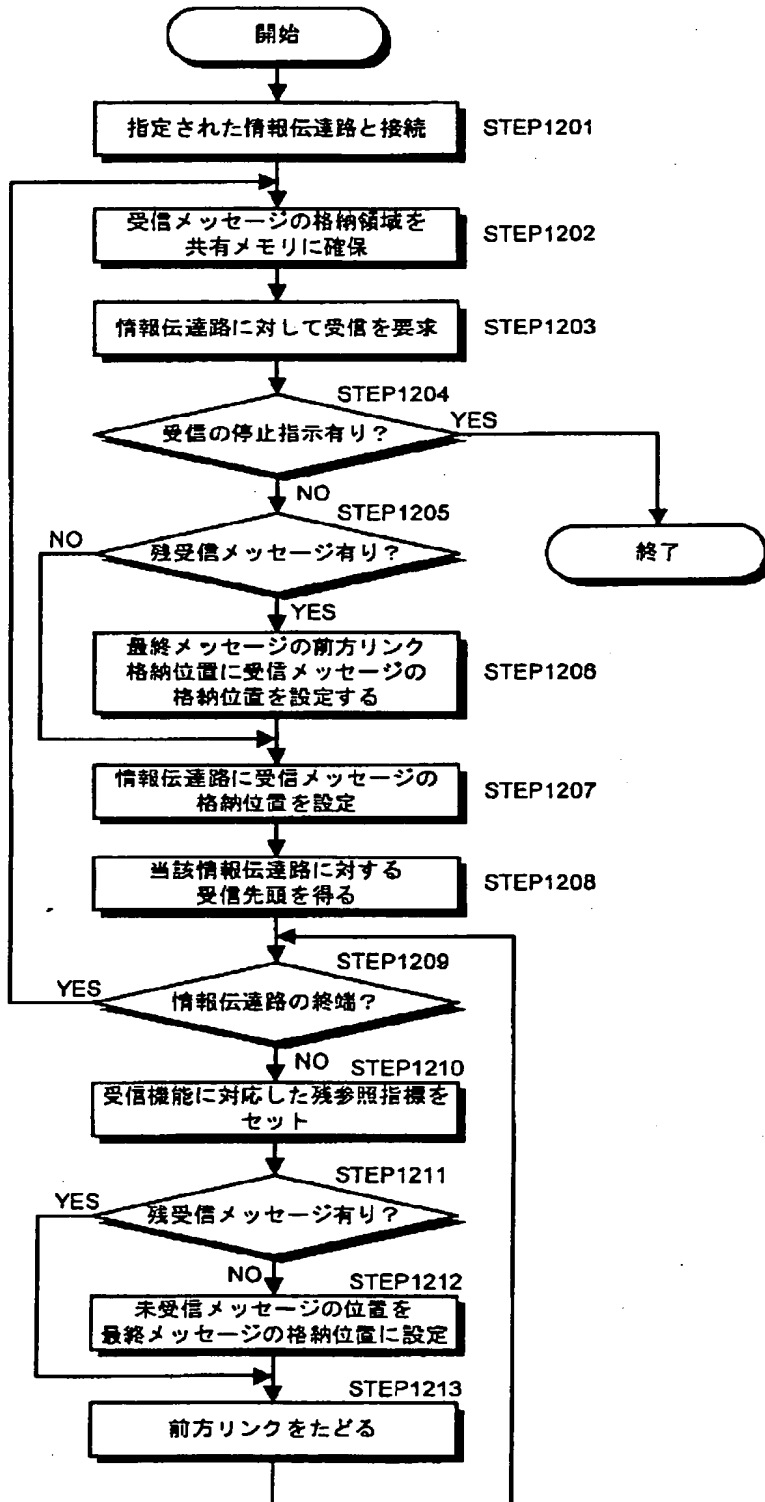 開始
指定された情報伝達路と接続
STEP1201
受信メッセージの格納領域を
共有メモリに確保
STEP1202
情報伝達路に対して受信を要求
STEP1203
STEP1204
受信の停止指示有り?
YES
NO
STEP1205
NO
残受信メッセージ有り?
終了
YES
最終メッセージの前方リンク
格納位置に受信メッセージの
格納位置を設定する
STEP1206
情報伝達路に受信メッセージの
格納位置を設定
STEP1207
当該情報伝達路に対する
受信先頭を得る
STEP1208
STEP1209
YES
情報伝達路の終端?
NO
STEP1210
受信機能に対応した残参照指標を
セット
STEP1211
YES
残受信メッセージ有り?
NO
STEP1212
未受信メッセージの位置を
最終メッセージの格納位置に設定
STEP1213
前方リンクをたどる